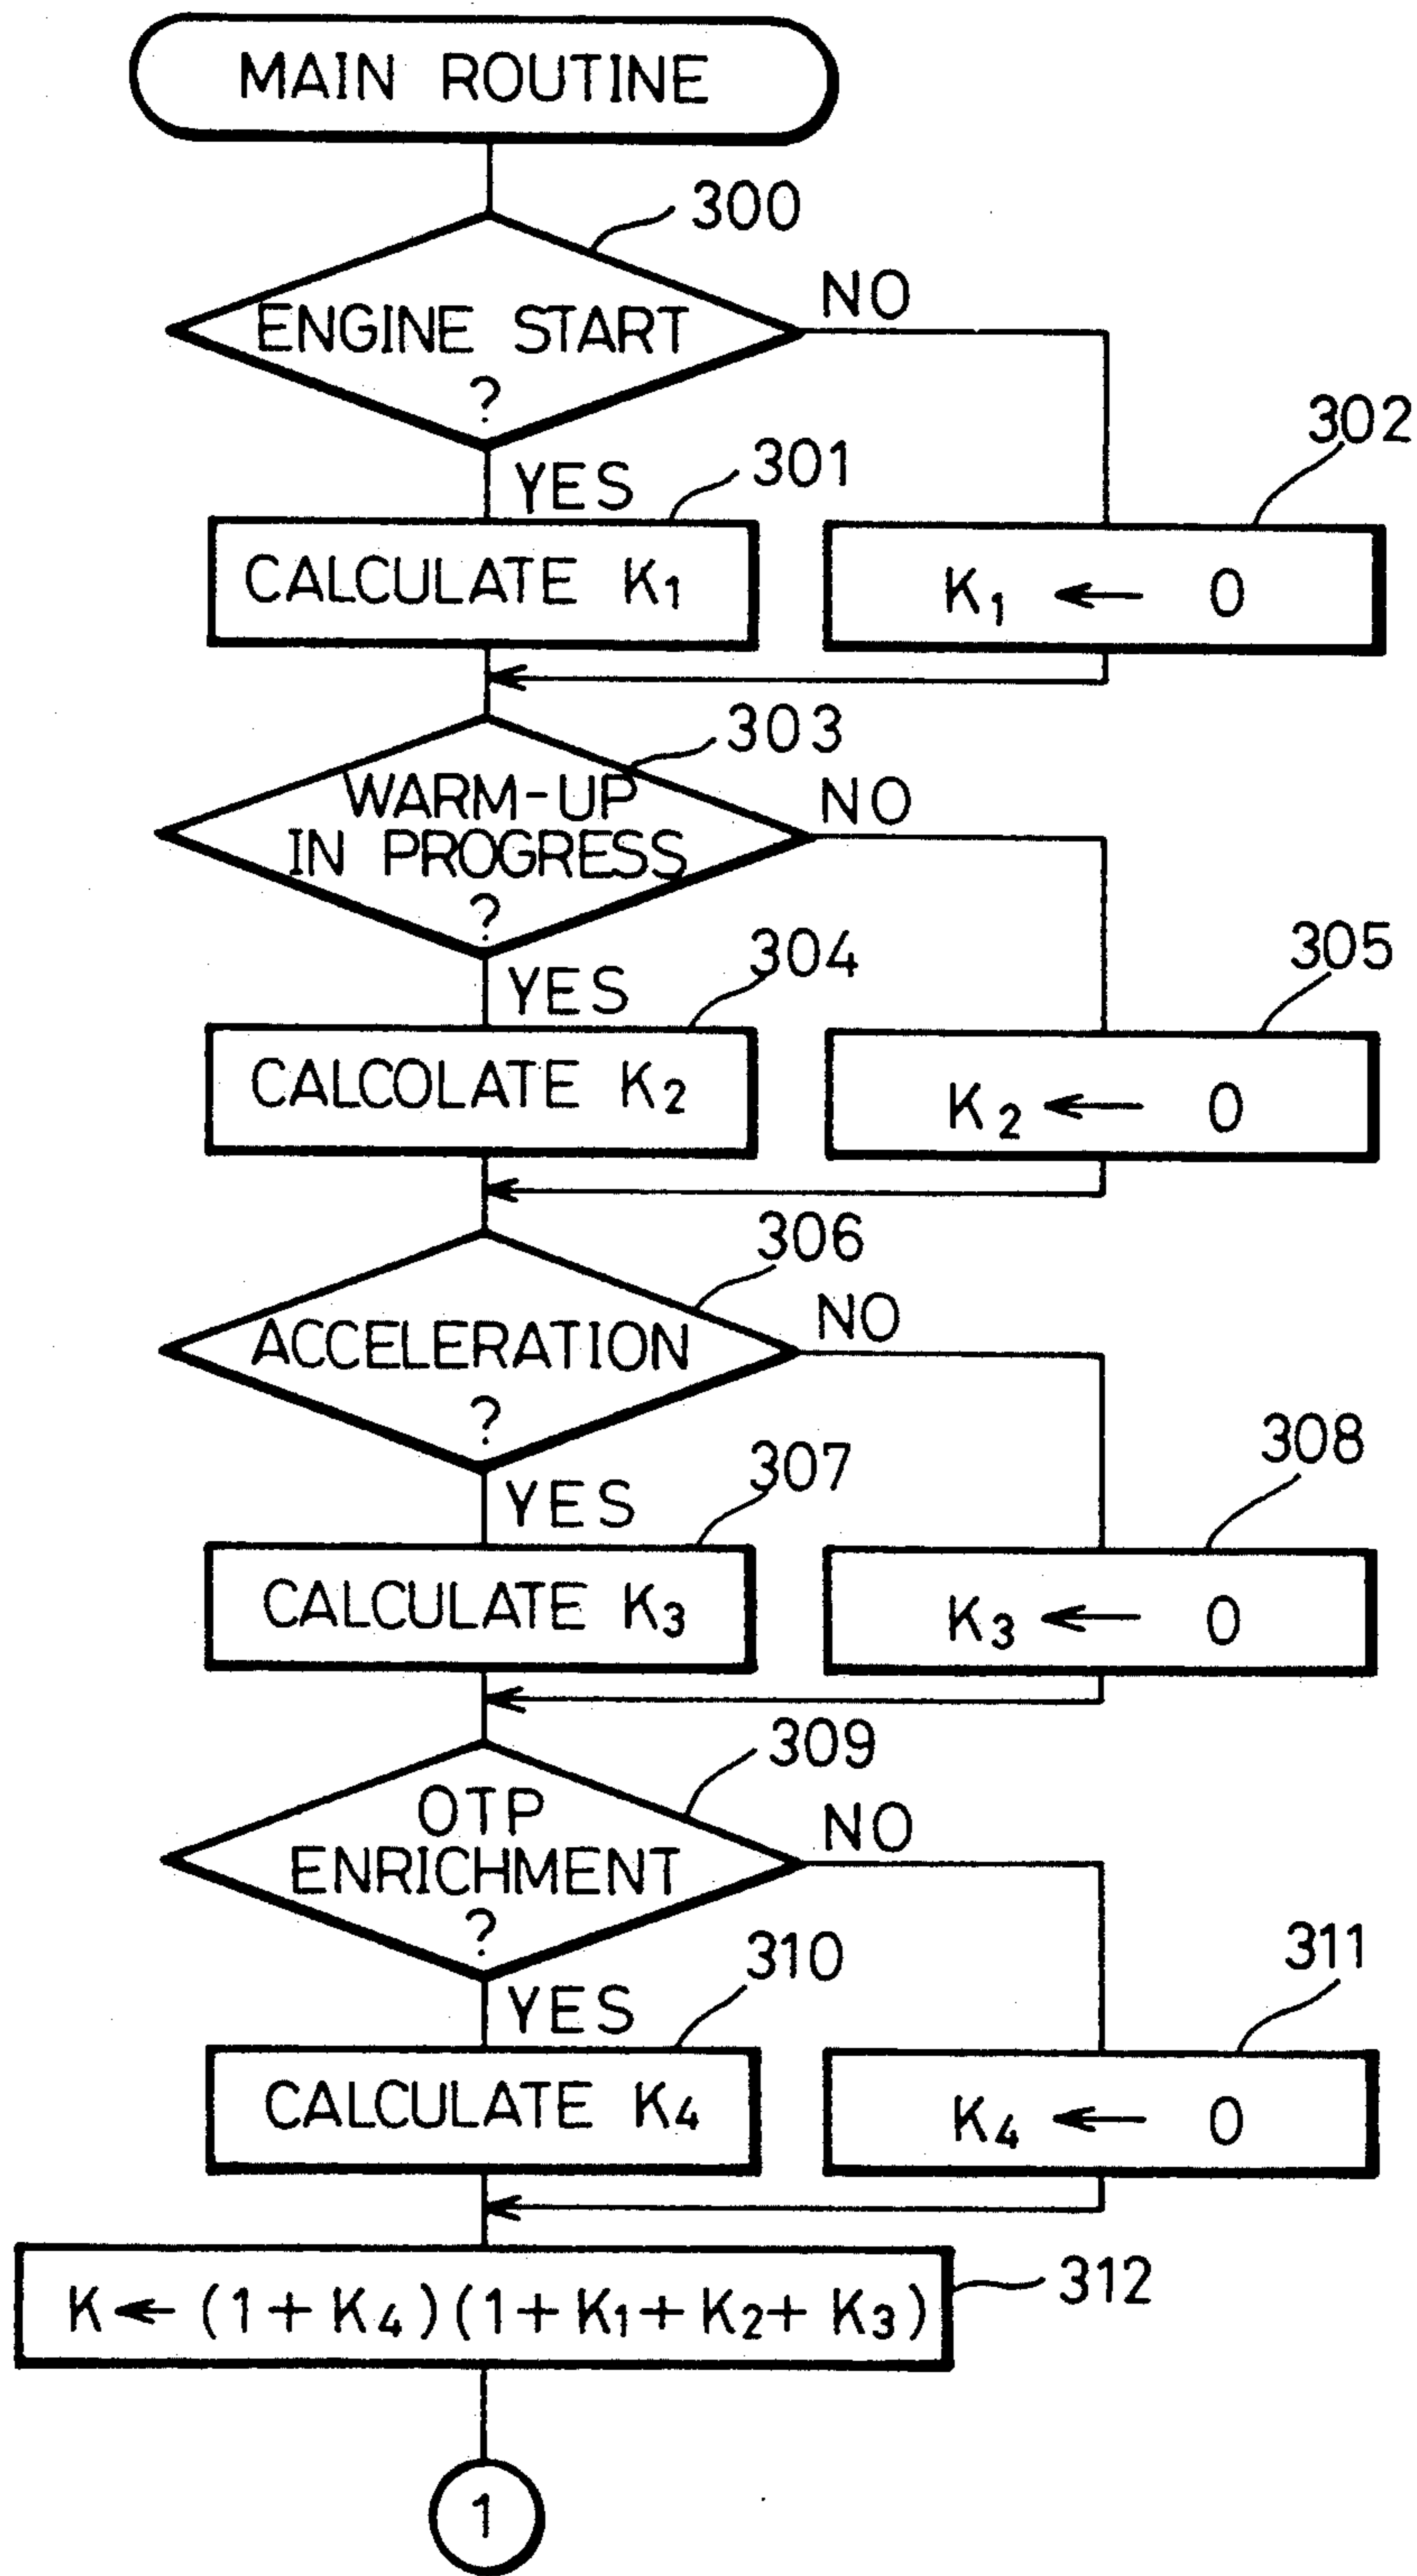 MAIN ROUTINE
300
ENGINE START
?
NO
YES
301
302
CALCULATE K₁
K₁ ← 0
303
WARM-UP
IN PROGRESS
?
NO
YES
304
305
CALCOLATE K₂
K₂ ← 0
306
ACCELERATION
?
NO
YES
307
308
CALCULATE K₃
K₃ ← 0
309
OTP
ENRICHMENT
?
NO
YES
310
311
CALCULATE K₄
K₄ ← 0
K ← (1 + K₄)(1 + K₁ + K₂ + K₃)
312
1